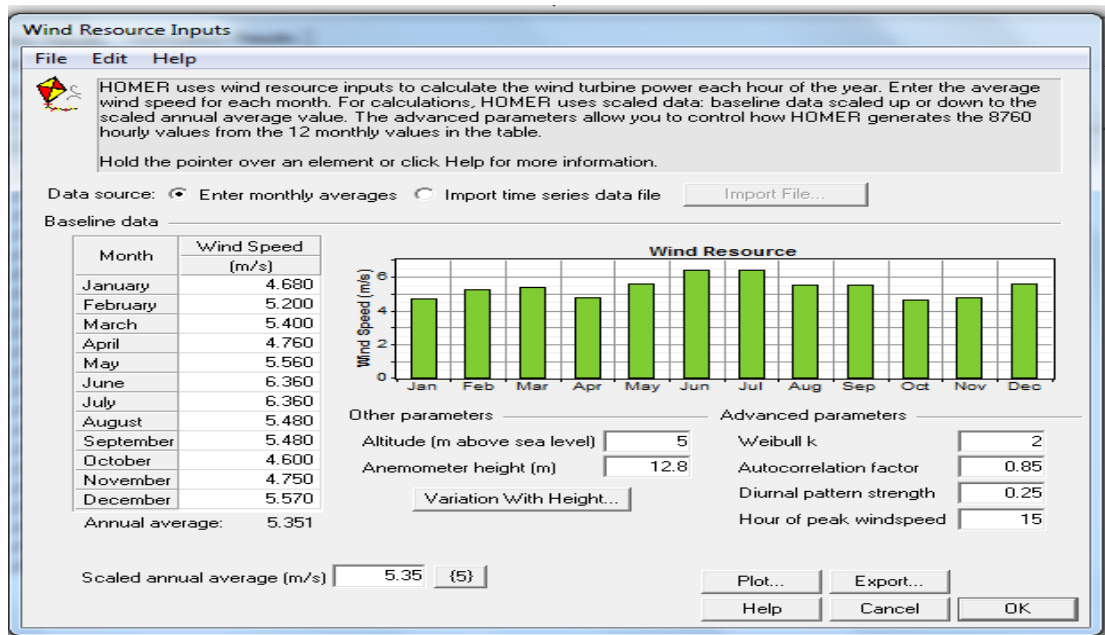 Wind Resource Inputs
File Edit Help
HOMER uses wind resource inputs to calculate the wind turbine power each hour of the year. Enter the average
wind speed for each month. For calculations, HOMER uses scaled data: baseline data scaled up or down to the
scaled annual average value. The advanced parameters allow you to control how HOMER generates the 8760
hourly values from the 12 monthly values in the table.
Hold the pointer over an element or click Help for more information.
Data source: Enter monthly averages Import time series data file Import File...
Baseline data
Month Wind Speed
(m/s)
January 4.680
February 5.200
March 5.400
April 4.760
May 5.560
June 6.360
July 6.360
August 5.480
September 5.480
October 4.600
November 4.750
December 5.570
Annual average: 5.351
Wind Resource
Wind Speed (m/s)
6
4
2
0
Jan Feb Mar Apr May Jun Jul Aug Sep Oct Nov Dec
Other parameters
Altitude (m above sea level) 5
Anemometer height (m) 12.8
Variation With Height...
Advanced parameters
Weibull k 2
Autocorrelation factor 0.85
Diurnal pattern strength 0.25
Hour of peak windspeed 15
Scaled annual average (m/s) 5.35 {5}
Plot... Export...
Help Cancel OK